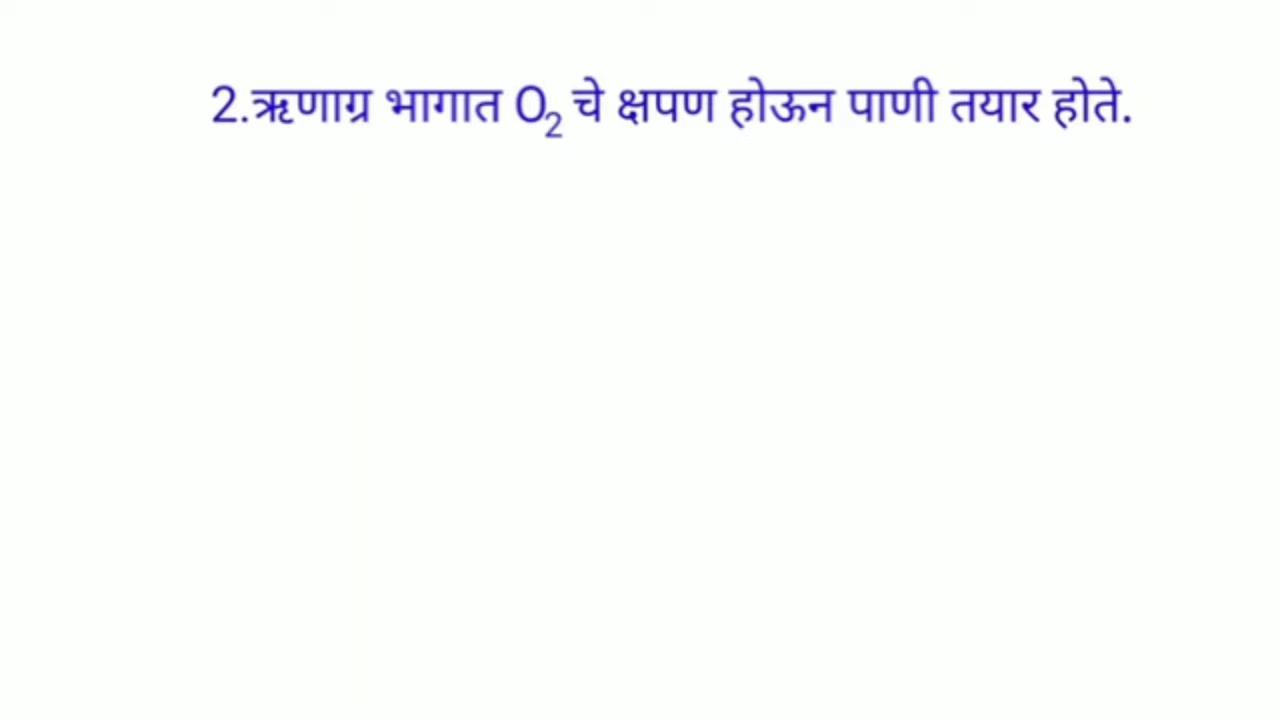 2.ऋणाग्र भागात O₂ चे क्षपण होऊन पाणी तयार होते.